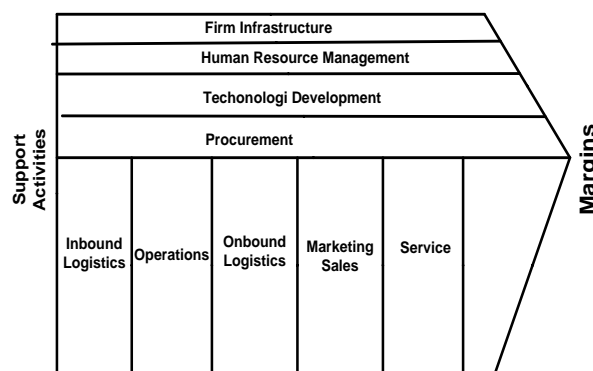 Firm Infrastructure
Human Resource Management
Techonologi Development
Procurement
Support
Activities
Margins
Inbound
Logistics
Operations
Onbound
Logistics
Marketing
Sales
Service